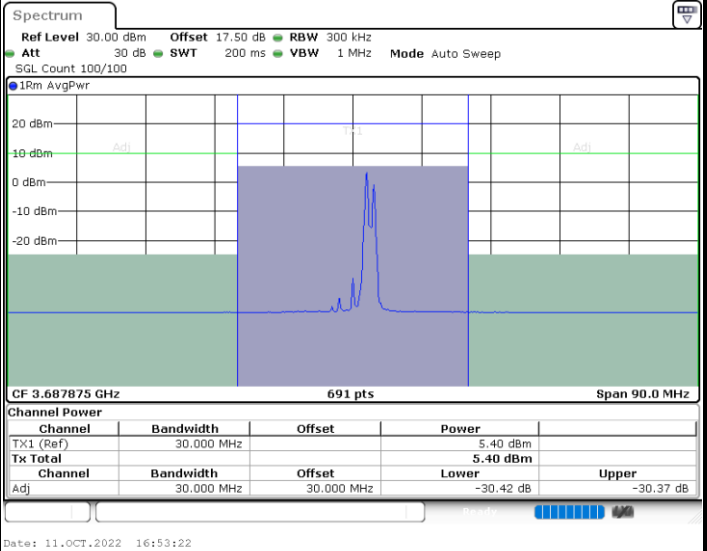 Spectrum
Ref Level 30.00 dBm Offset 17.50 dB RBW 300 kHz
Att 30 dB SWT 200 ms VBW 1 MHz Mode Auto Sweep
SGL Count 100/100
1Rm AvgPwr
TX1
20 dBm
Adj Adj
10 dBm
0 dBm
-10 dBm
-20 dBm
CF 3.687875 GHz 691 pts Span 90.0 MHz
Channel Power
Channel Bandwidth Offset Power
TX1 (Ref) 30.000 MHz 5.40 dBm
Tx Total 5.40 dBm
Channel Bandwidth Offset Lower Upper
Adj 30.000 MHz 30.000 MHz -30.42 dB -30.37 dB
Ready
Date: 11.OCT.2022 16:53:22